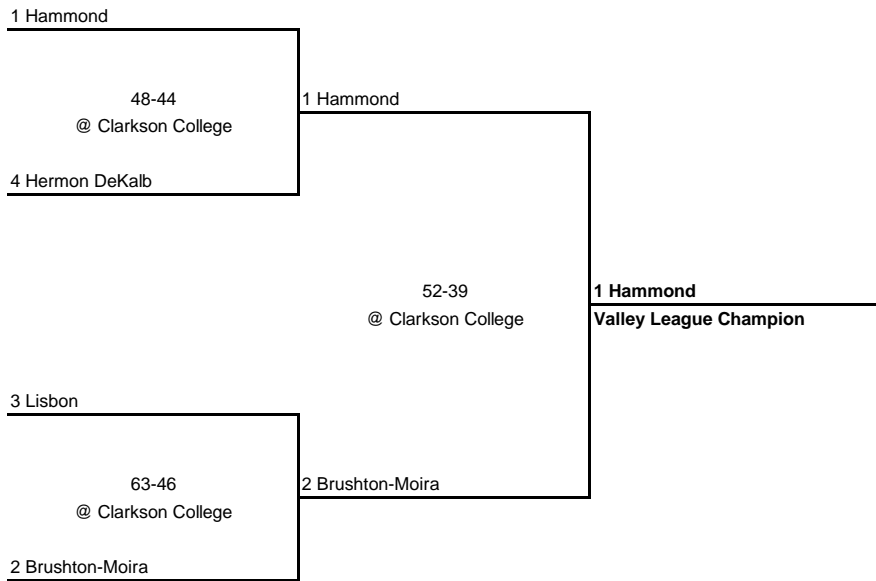 1 Hammond
48-44
@ Clarkson College
1 Hammond
4 Hermon DeKalb
52-39
@ Clarkson College
1 Hammond
Valley League Champion
3 Lisbon
63-46
@ Clarkson College
2 Brushton-Moira
2 Brushton-Moira